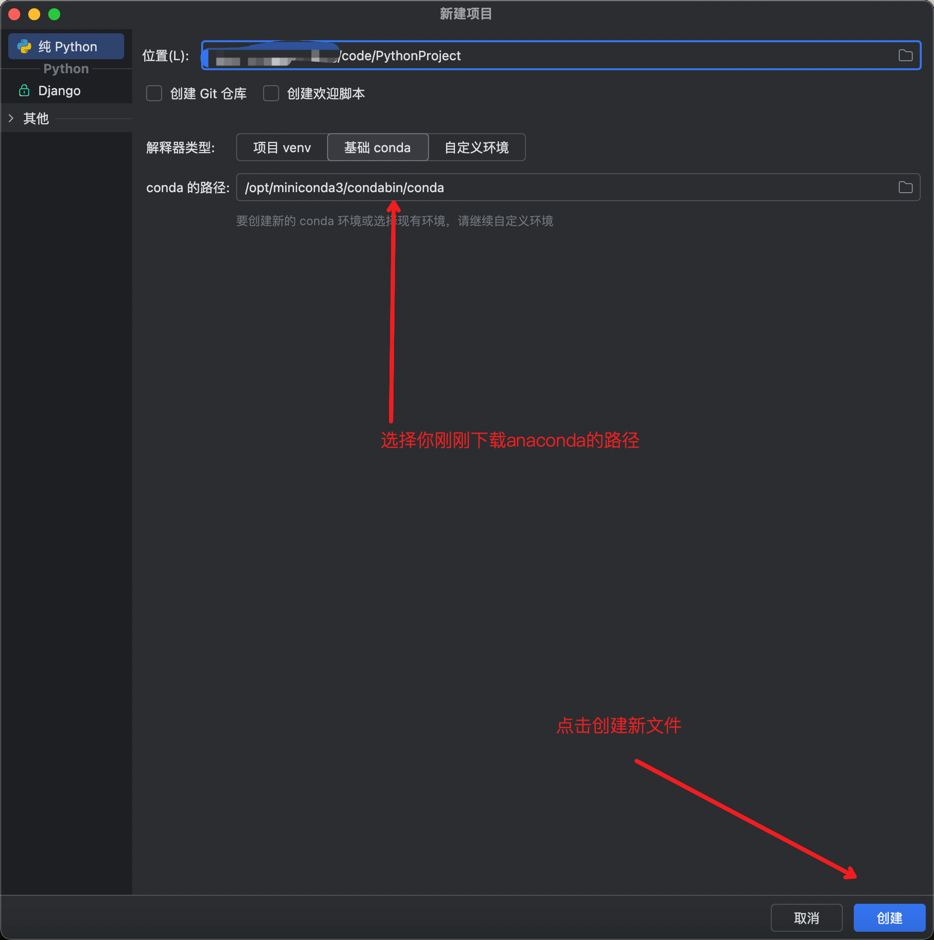 新建项目
纯 Python
Python
Django
其他
位置(L):
/code/PythonProject
创建 Git 仓库
创建欢迎脚本
解释器类型:
项目 venv
基础 conda
自定义环境
conda 的路径:
/opt/miniconda3/condabin/conda
要创建新的 conda 环境或选择现有环境，请继续自定义环境
选择你刚刚下载anaconda的路径
点击创建新文件
取消
创建